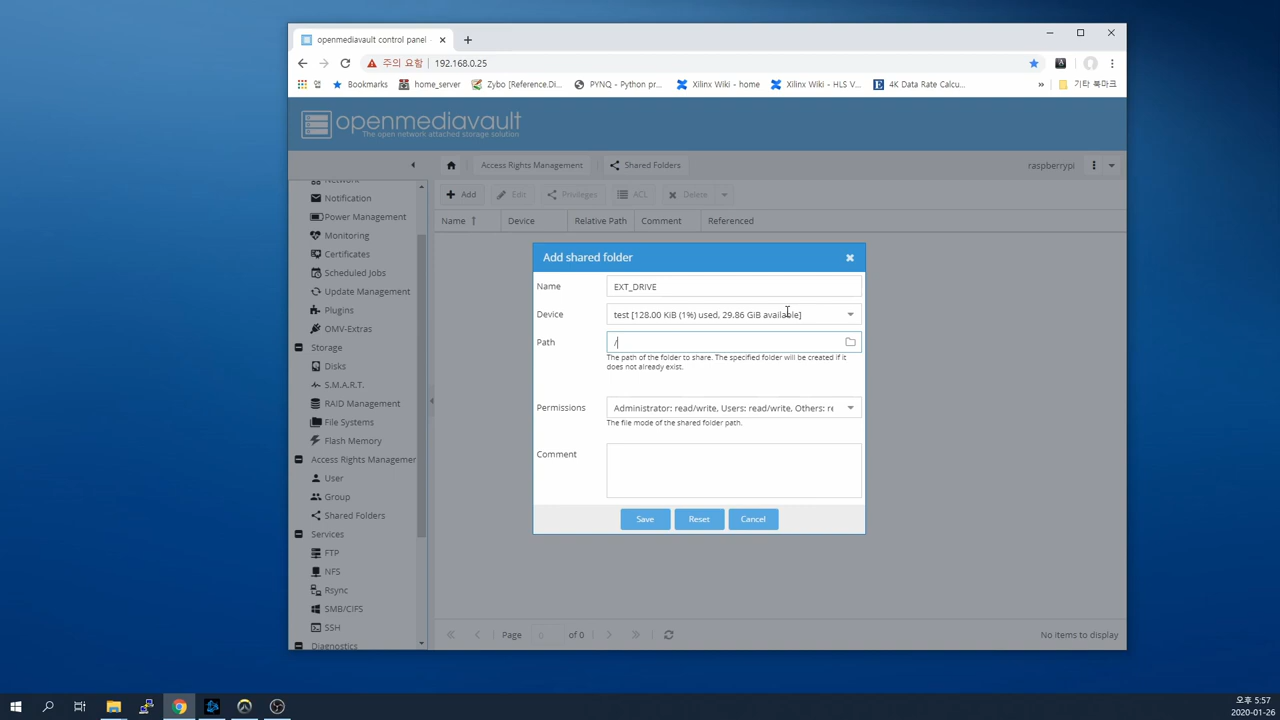 openmediavault control panel -
주의 요함 192.168.0.25
앱 Bookmarks home_server Zybo [Reference.Di... PYNQ - Python pr... Xilinx Wiki - home Xilinx Wiki - HLS V... 4K Data Rate Calcu... » 기타 북마크
openmediavault
The open network attached storage solution
Access Rights Management Shared Folders raspberrypi
Network
Notification
Power Management
Monitoring
Certificates
Scheduled Jobs
Update Management
Plugins
OMV-Extras
Storage
Disks
S.M.A.R.T.
RAID Management
File Systems
Flash Memory
Access Rights Managemer
User
Group
Shared Folders
Services
FTP
NFS
Rsync
SMB/CIFS
SSH
Diagnostics
Add Edit Privileges ACL Delete
Name Device Relative Path Comment Referenced
Add shared folder
Name EXT_DRIVE
Device test [128.00 KiB (1%) used, 29.86 GiB available]
Path /
The path of the folder to share. The specified folder will be created if it
does not already exist.
Permissions Administrator: read/write, Users: read/write, Others: re
The file mode of the shared folder path.
Comment
Save Reset Cancel
Page 0 of 0 No items to display
오후 5:57
2020-01-26